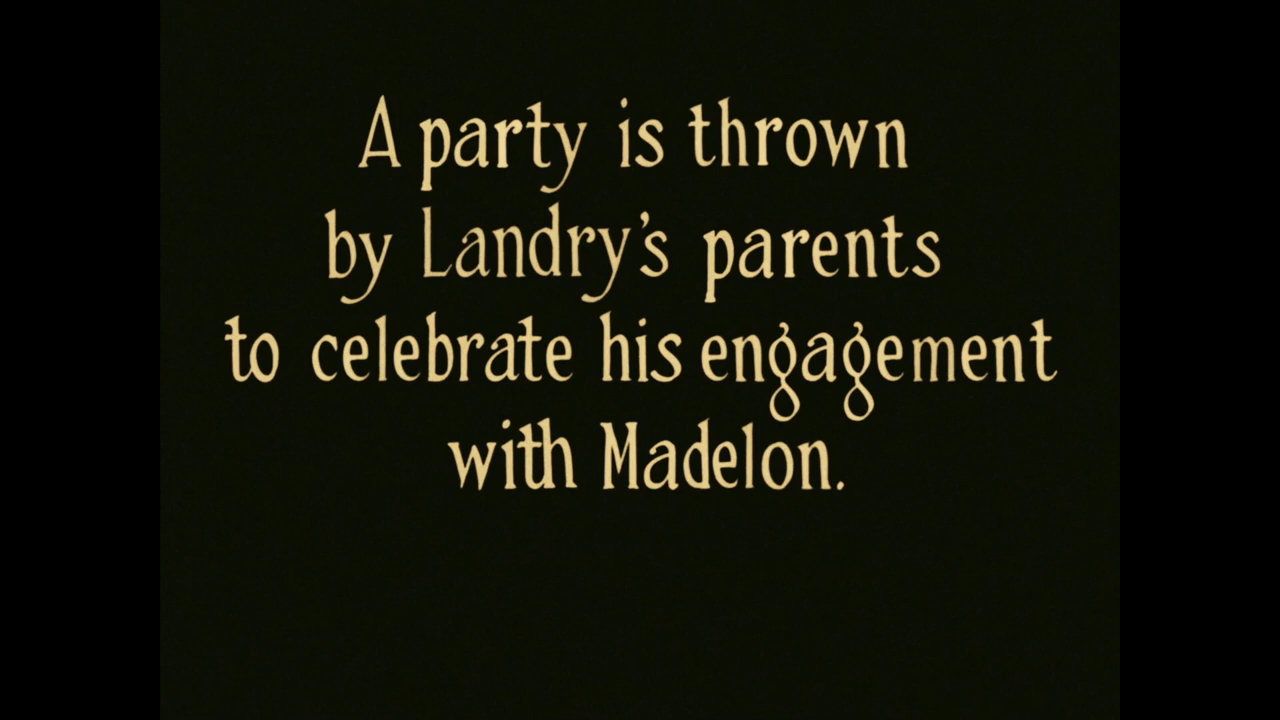 A party is thrown
by Landry's parents
to celebrate his engagement
with Madelon.